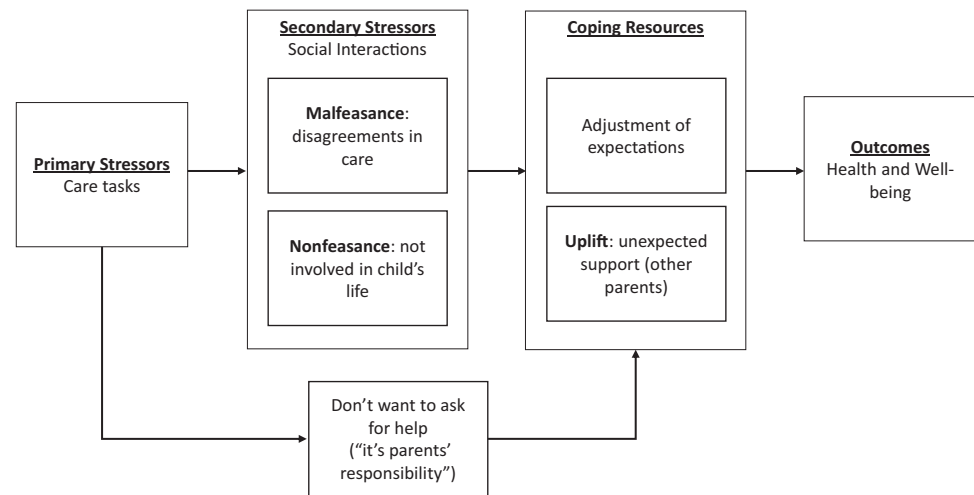 Primary Stressors
Care tasks
Secondary Stressors
Social Interactions
Malfeasance:
disagreements in
care
Nonfeasance: not
involved in child’s
life
Coping Resources
Adjustment of
expectations
Uplift: unexpected
support (other
parents)
Outcomes
Health and Well-
being
Don’t want to ask
for help
(“it’s parents’
responsibility”)